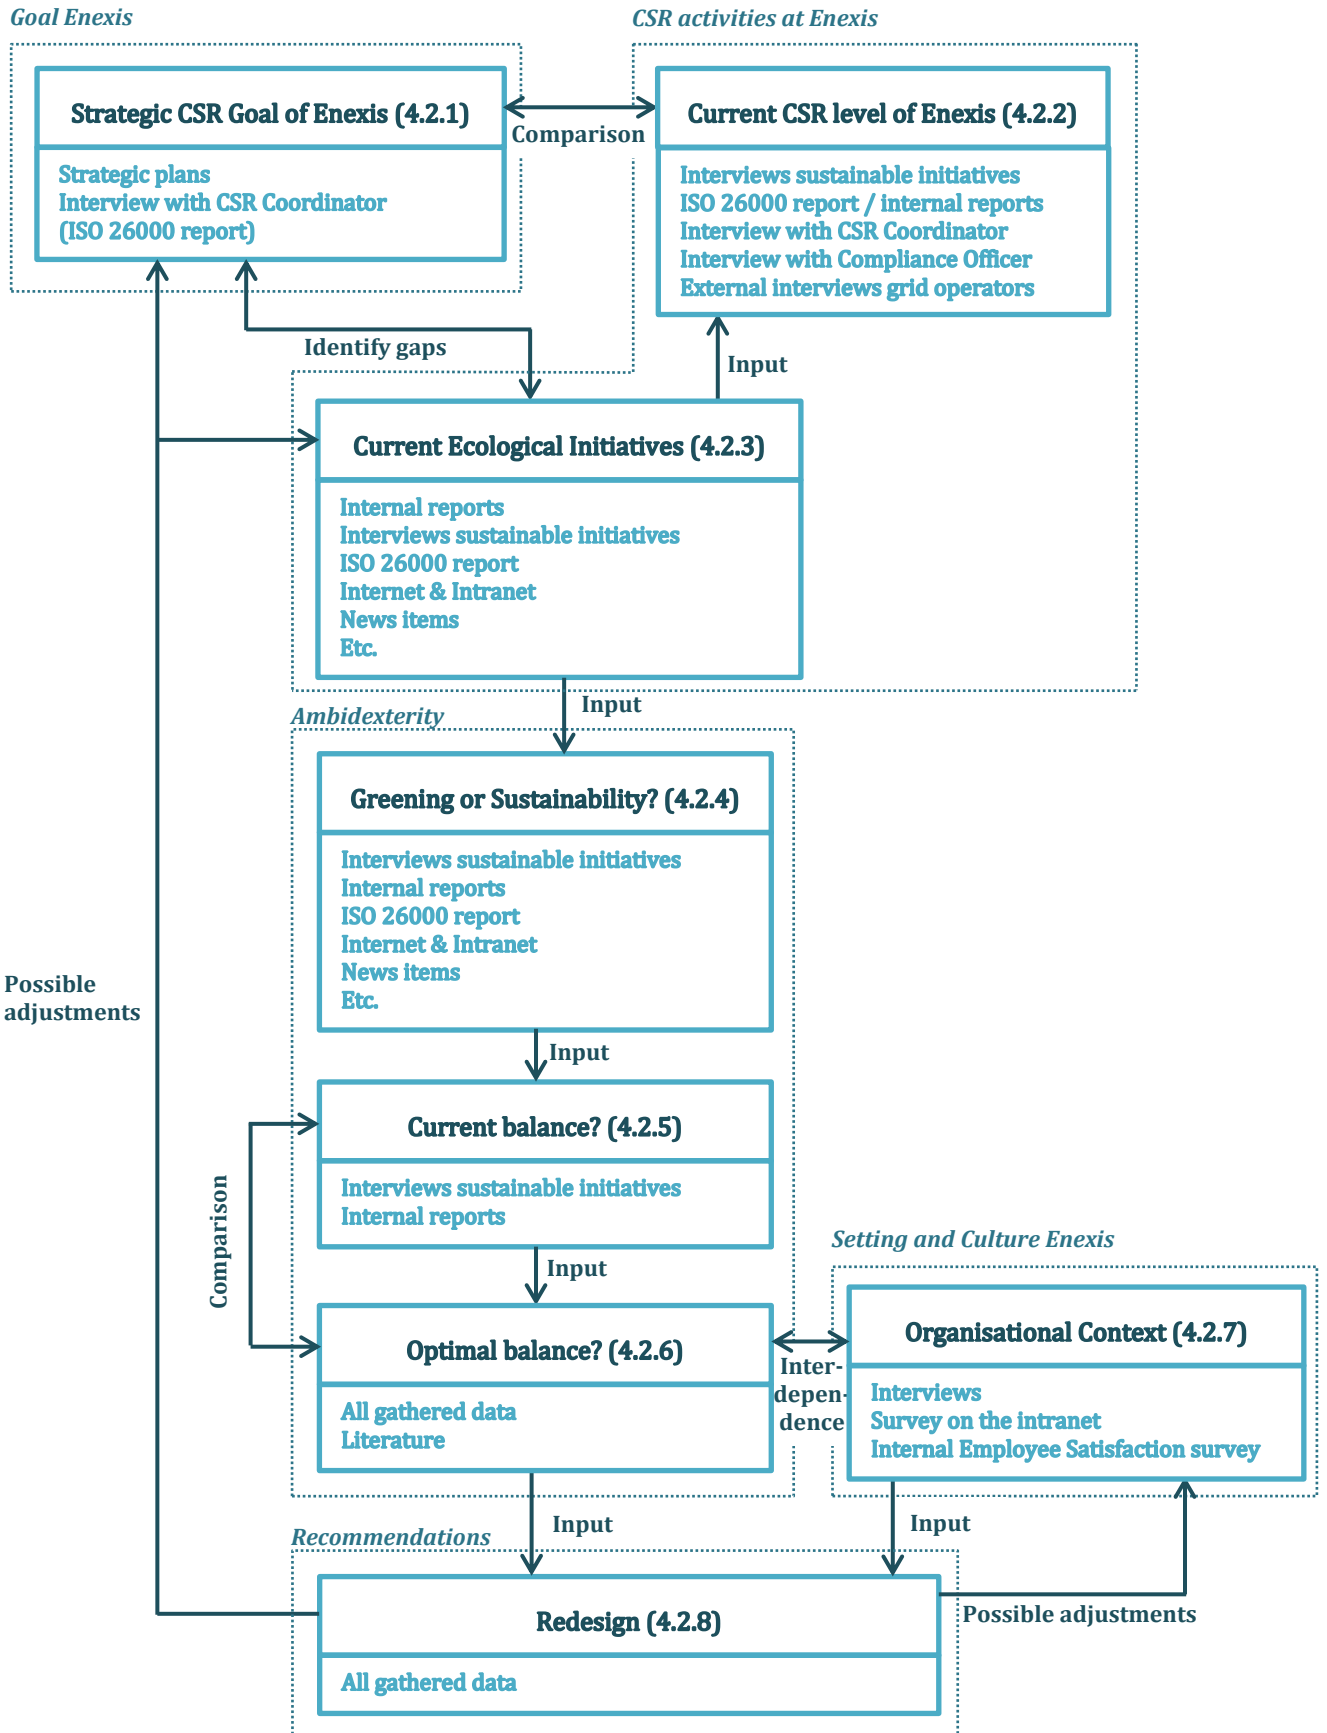 Goal Enexis
CSR activities at Enexis
Strategic CSR Goal of Enexis (4.2.1)
Strategic plans
Interview with CSR Coordinator
(ISO 26000 report)
Comparison
Current CSR level of Enexis (4.2.2)
Interviews sustainable initiatives
ISO 26000 report / internal reports
Interview with CSR Coordinator
Interview with Compliance Officer
External interviews grid operators
Identify gaps
Input
Current Ecological Initiatives (4.2.3)
Internal reports
Interviews sustainable initiatives
ISO 26000 report
Internet & Intranet
News items
Etc.
Input
Ambidexterity
Greening or Sustainability? (4.2.4)
Interviews sustainable initiatives
Internal reports
ISO 26000 report
Internet & Intranet
News items
Etc.
Possible
adjustments
Input
Current balance? (4.2.5)
Interviews sustainable initiatives
Internal reports
Comparison
Input
Setting and Culture Enexis
Optimal balance? (4.2.6)
All gathered data
Literature
Inter-
depen-
dence
Organisational Context (4.2.7)
Interviews
Survey on the intranet
Internal Employee Satisfaction survey
Input
Input
Recommendations
Redesign (4.2.8)
All gathered data
Possible adjustments